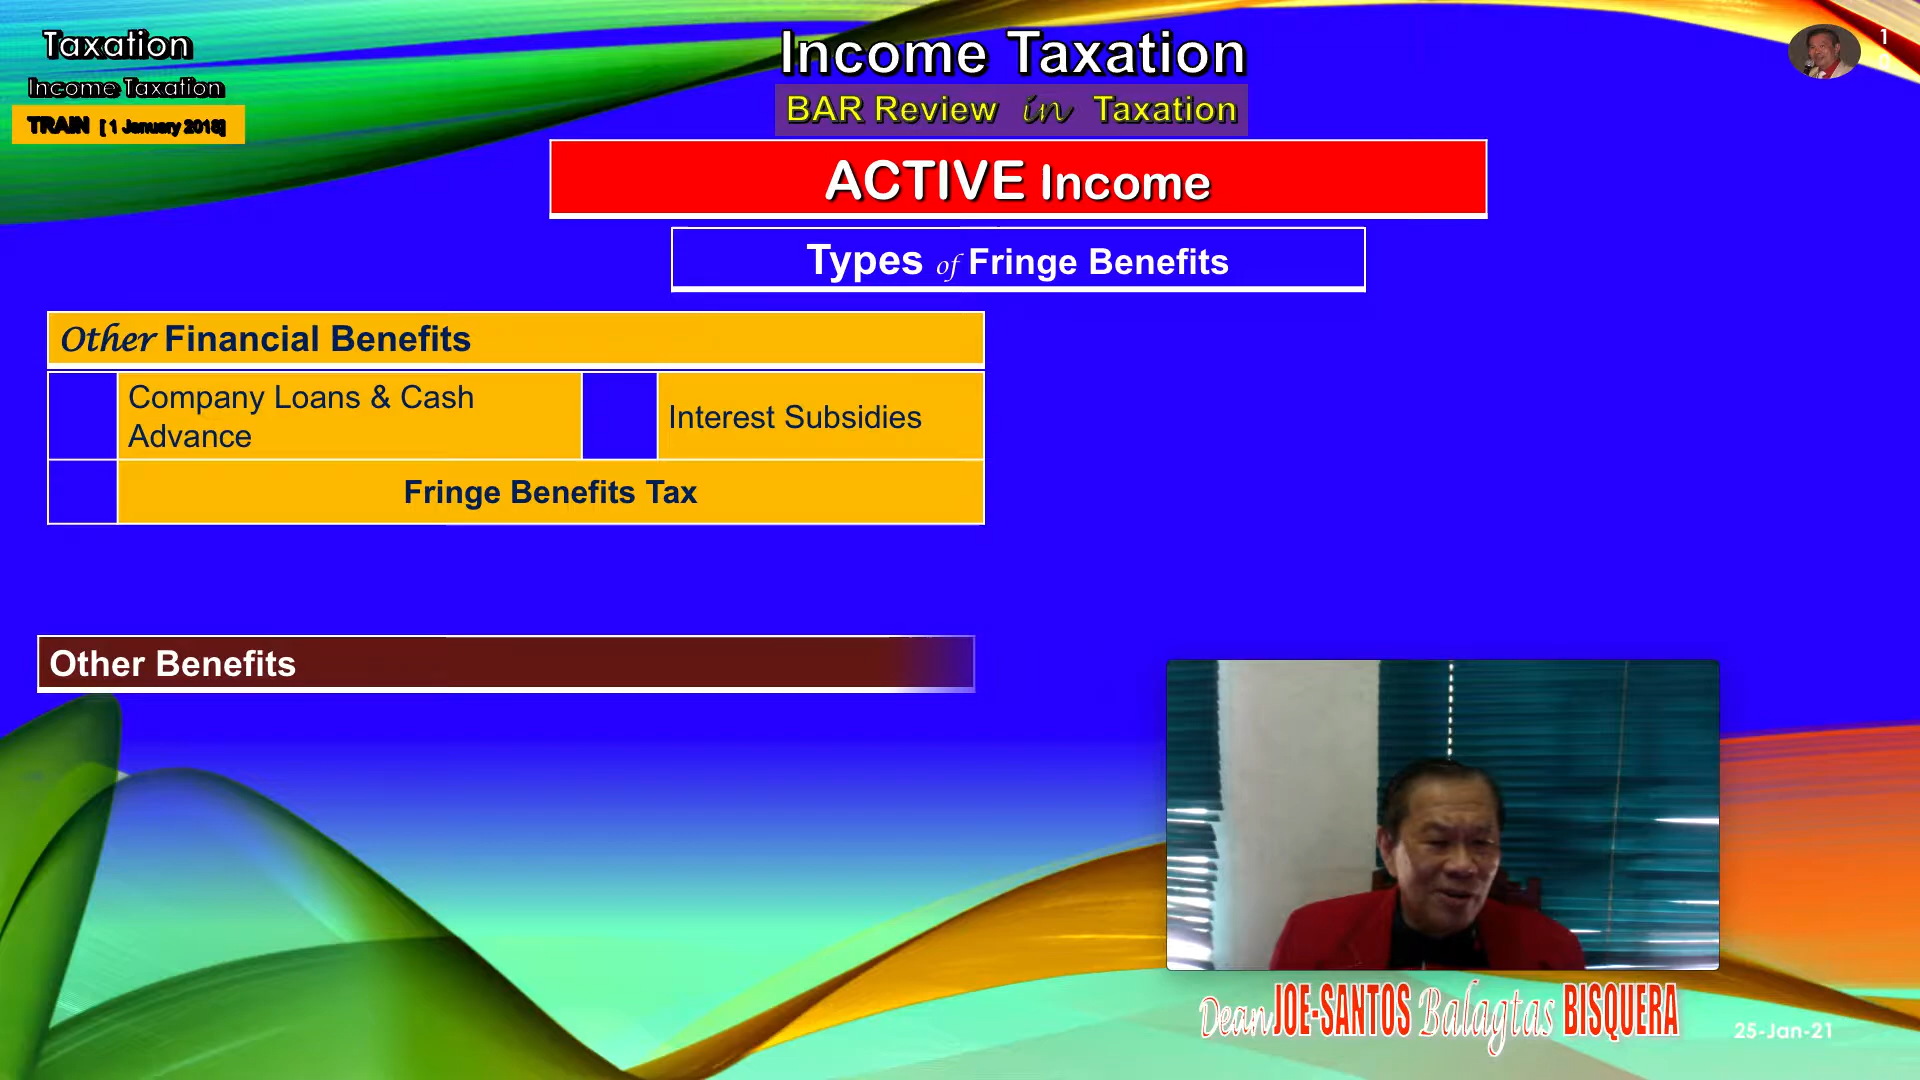 Taxation
Income Taxation
TRAIN [ 1 January 2018]
Income Taxation
BAR Review in Taxation
1
ACTIVE Income
Types of Fringe Benefits
Other Financial Benefits
Company Loans & Cash
Advance
Interest Subsidies
Fringe Benefits Tax
Other Benefits
Dean JOE-SANTOS Balagtas BISQUERA
25-Jan-21